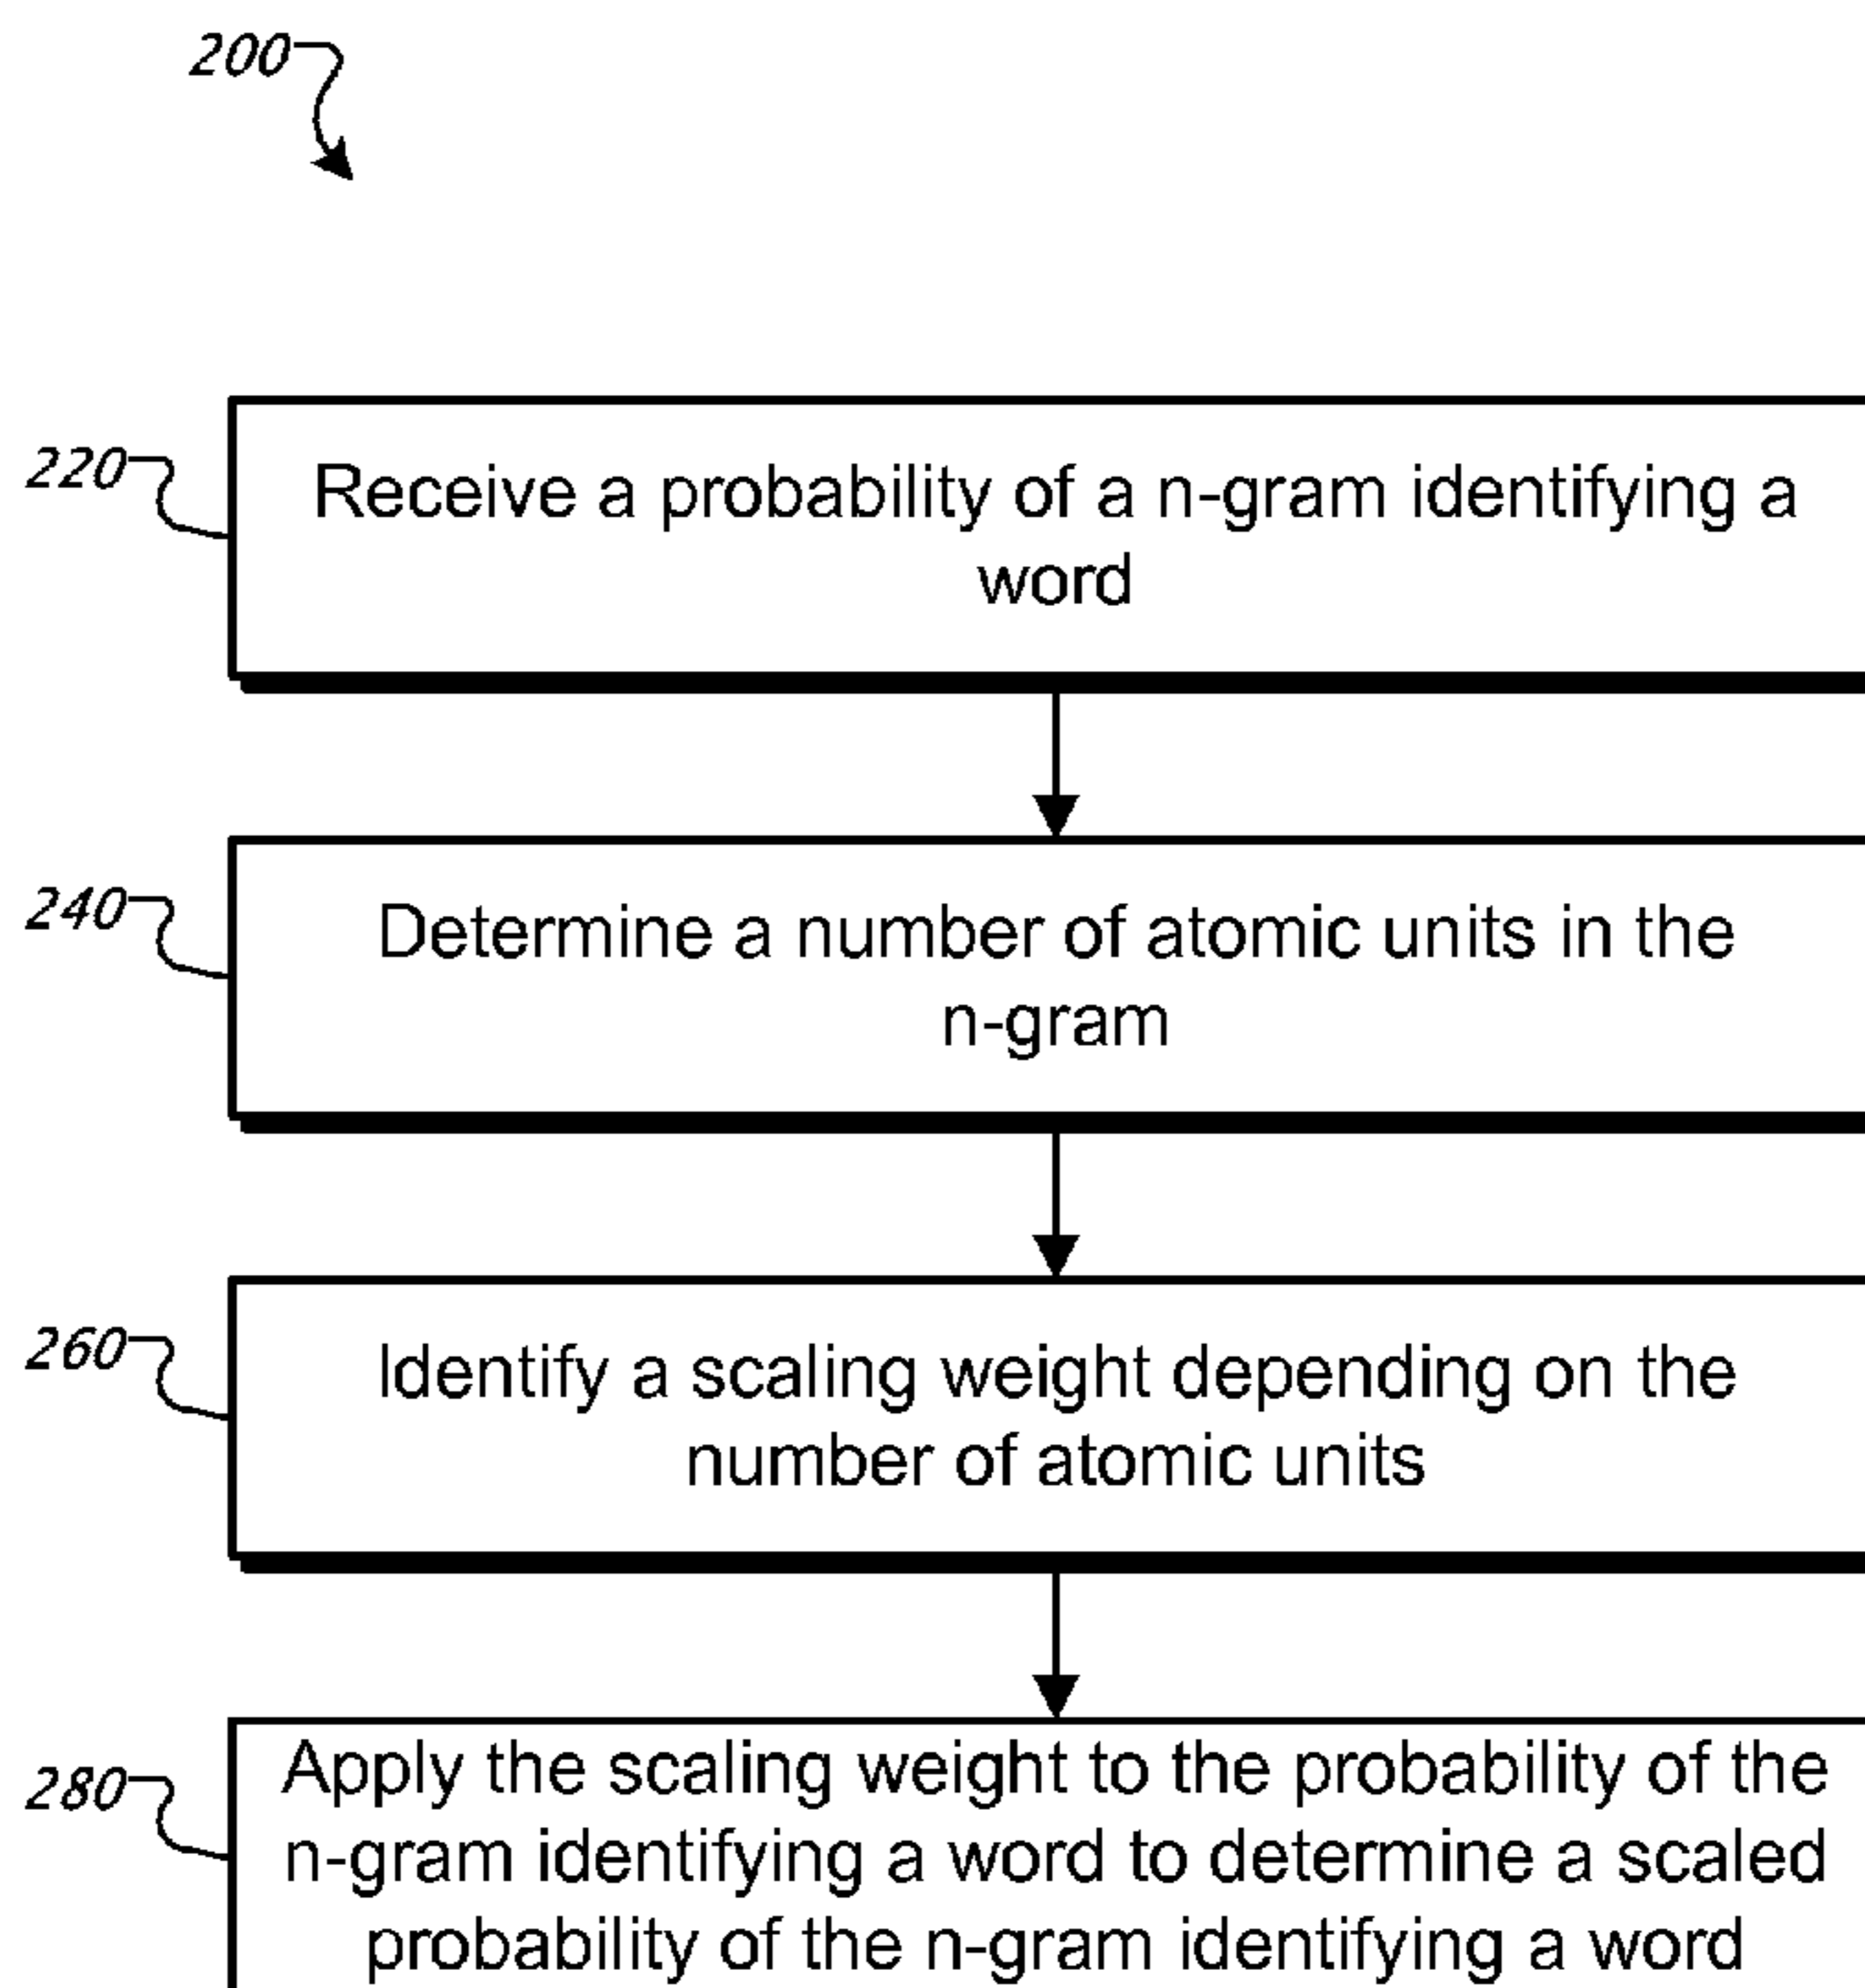 200
220
Receive a probability of a n-gram identifying a
word
240
Determine a number of atomic units in the
n-gram
260
Identify a scaling weight depending on the
number of atomic units
280
Apply the scaling weight to the probability of the
n-gram identifying a word to determine a scaled
probability of the n-gram identifying a word